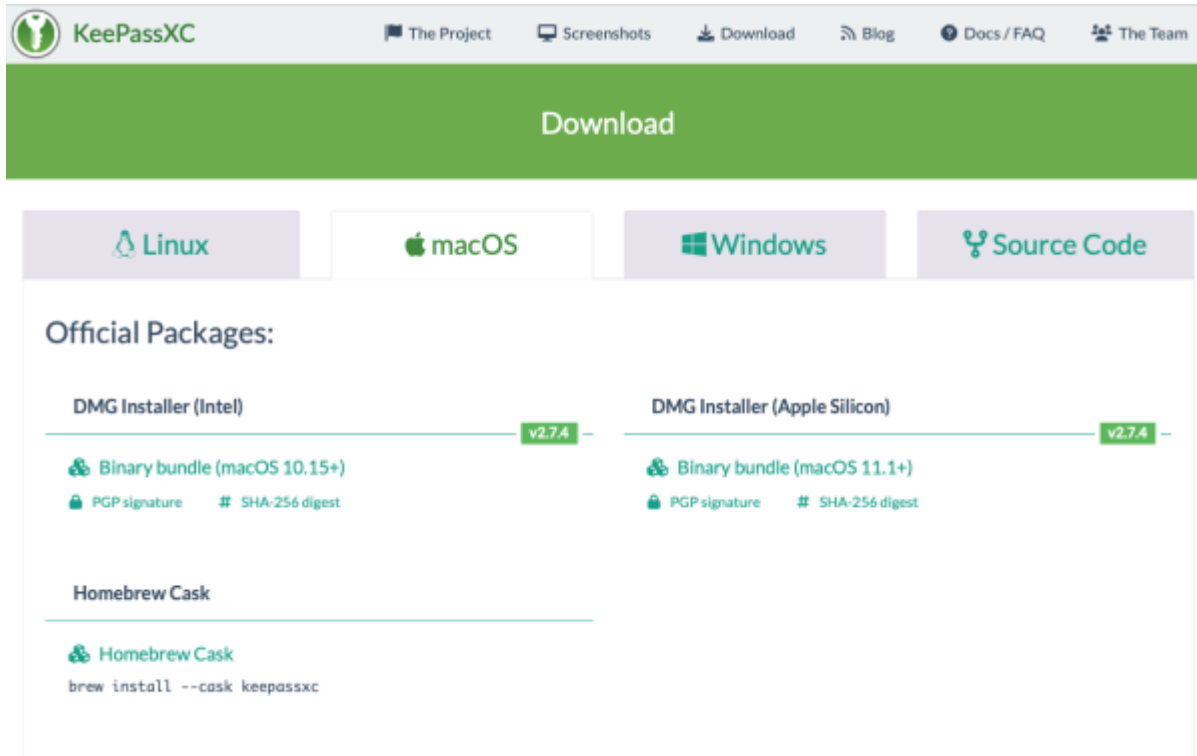 KeePassXC The Project Screenshots Download Blog Docs / FAQ The Team
Download
Linux macOS Windows Source Code
Official Packages:
DMG Installer (Intel)
v2.7.4
Binary bundle (macOS 10.15+)
PGP signature # SHA-256 digest
DMG Installer (Apple Silicon)
v2.7.4
Binary bundle (macOS 11.1+)
PGP signature # SHA-256 digest
Homebrew Cask
Homebrew Cask
brew install --cask keepassxc